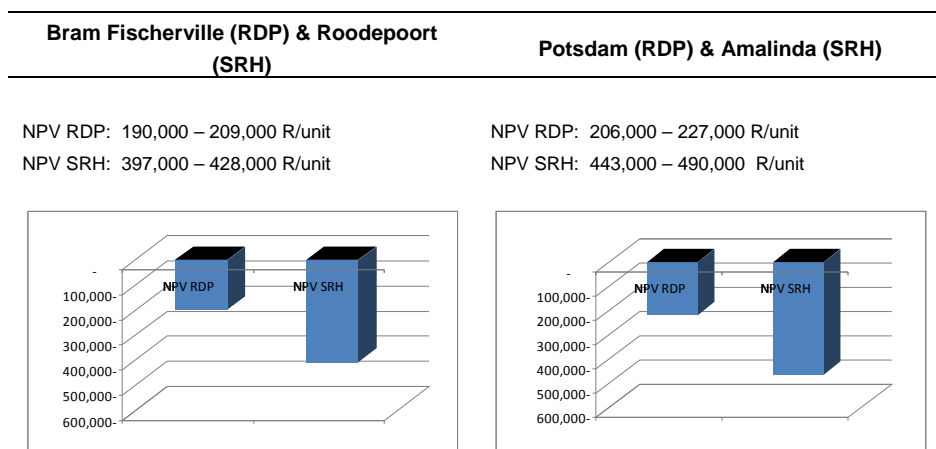 Bram Fischerville (RDP) & Roodepoort
(SRH)
Potsdam (RDP) & Amalinda (SRH)
NPV RDP: 190,000 – 209,000 R/unit
NPV SRH: 397,000 – 428,000 R/unit
NPV RDP: 206,000 – 227,000 R/unit
NPV SRH: 443,000 – 490,000 R/unit
-
100,000-
200,000-
300,000-
400,000-
500,000-
600,000-
NPV RDP
NPV SRH
-
100,000-
200,000-
300,000-
400,000-
500,000-
600,000-
NPV RDP
NPV SRH